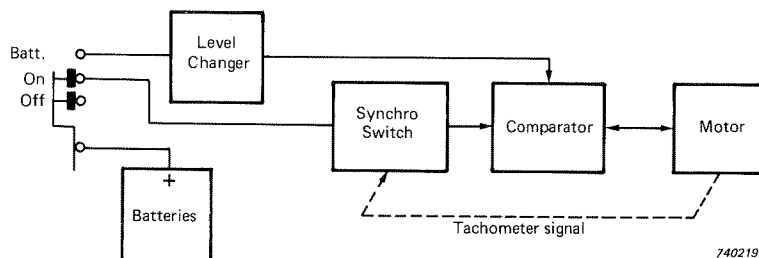 Batt.
On
Off
Level
Changer
Synchro
Switch
Comparator
Motor
+
Batteries
Tachometer signal
740219